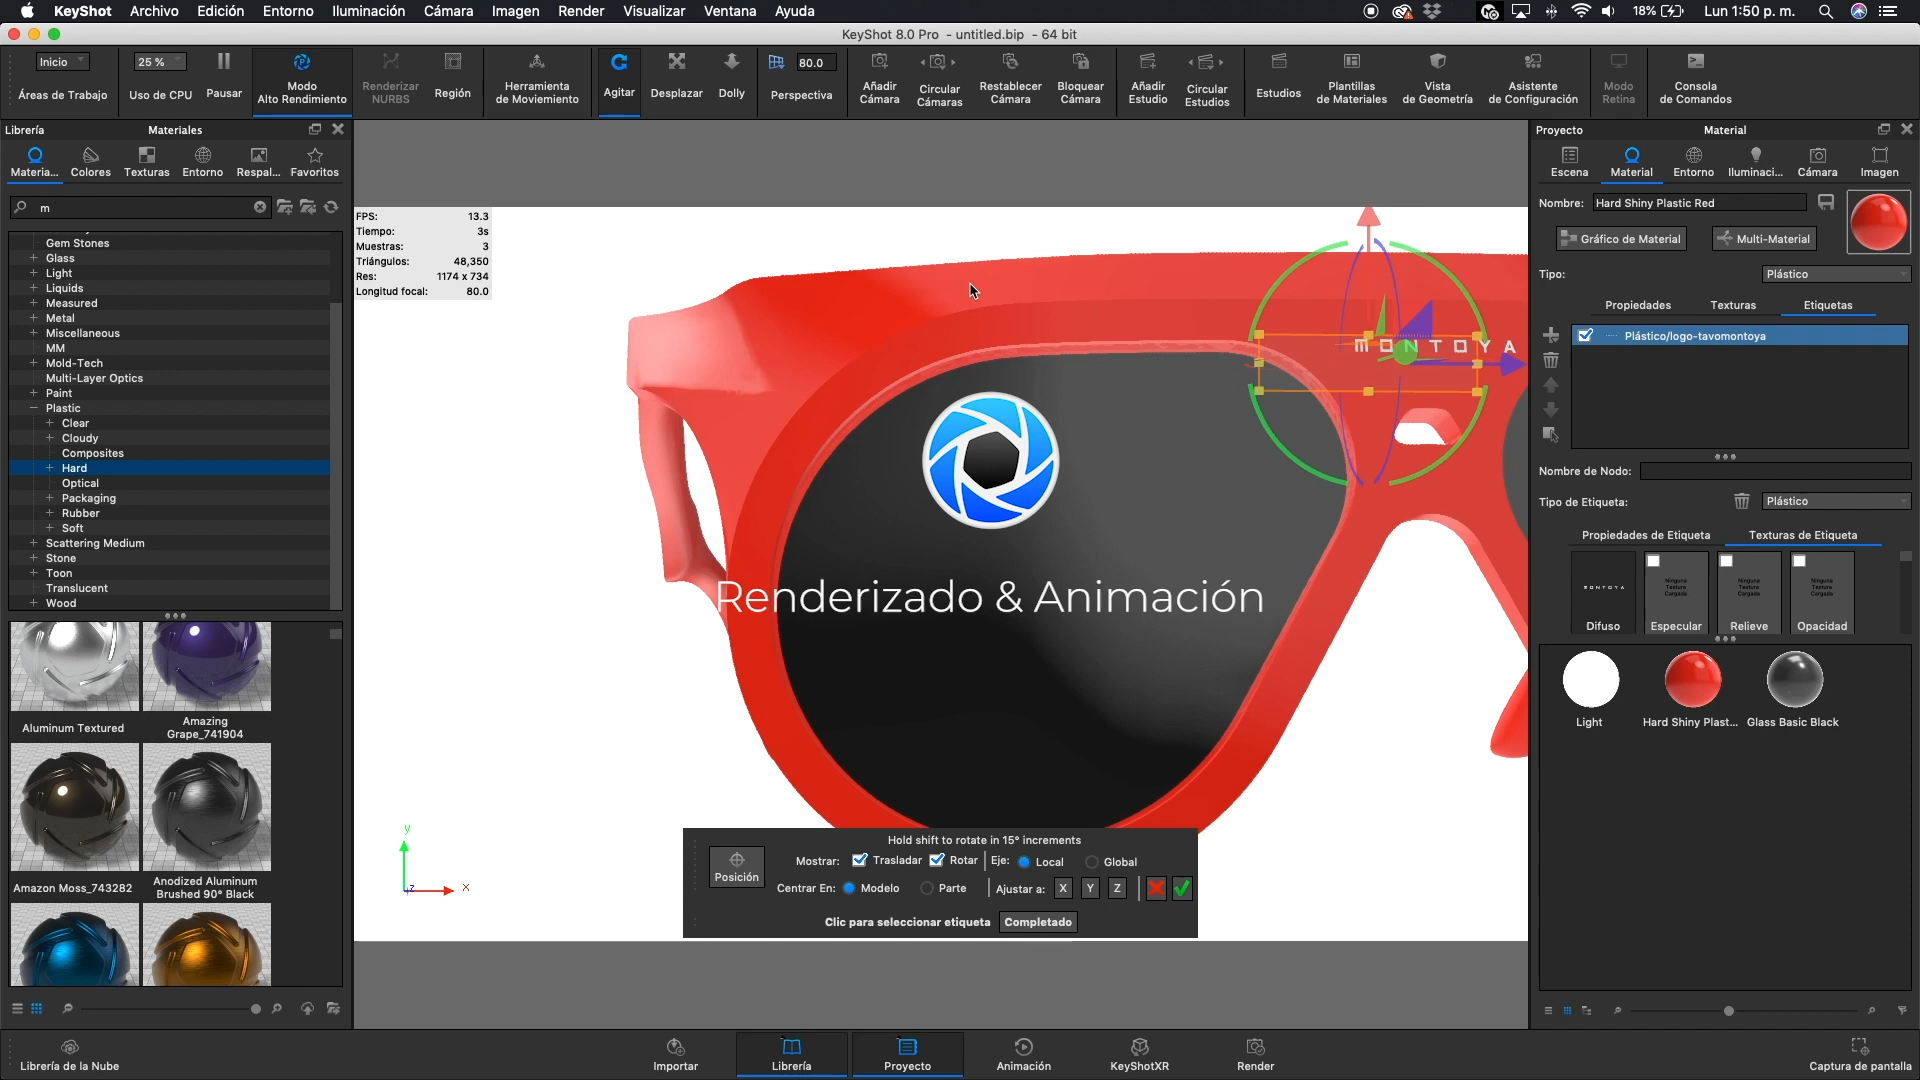 KeyShot Archivo Edición Entorno Iluminación Cámara Imagen Render Visualizar Ventana Ayuda 18% Lun 1:50 p. m.
KeyShot 8.0 Pro - untitled.bip - 64 bit
Inicio
Áreas de Trabajo
25 %
Uso de CPU
Pausar
Modo
Alto Rendimiento
Renderizar
NURBS
Región
Herramienta
de Moviemiento
Agitar
Desplazar
Dolly
80.0
Perspectiva
Añadir
Cámara
Circular
Cámaras
Restablecer
Cámara
Bloquear
Cámara
Añadir
Estudio
Circular
Estudios
Estudios
Plantillas
de Materiales
Vista
de Geometría
Asistente
de Configuración
Modo
Retina
Consola
de Comandos
Librería Materiales
Materia... Colores Texturas Entorno Respal... Favoritos
m
Gem Stones
Glass
Light
Liquids
Measured
Metal
Miscellaneous
MM
Mold-Tech
Multi-Layer Optics
Paint
Plastic
Clear
Cloudy
Composites
Hard
Optical
Packaging
Rubber
Soft
Scattering Medium
Stone
Toon
Translucent
Wood
Aluminum Textured
Amazing
Grape_741904
Amazon Moss_743282
Anodized Aluminum
Brushed 90° Black
FPS: 13.3
Tiempo: 3s
Muestras: 3
Triángulos: 48,350
Res: 1174 x 734
Longitud focal: 80.0
MONTOYA
Renderizado & Animación
y
z
x
Hold shift to rotate in 15° increments
Posición
Mostrar: Trasladar Rotar Eje: Local Global
Centrar En: Modelo Parte Ajustar a: X Y Z
Clic para seleccionar etiqueta Completado
Proyecto Material
Escena Material Entorno Iluminaci... Cámara Imagen
Nombre: Hard Shiny Plastic Red
Gráfico de Material Multi-Material
Tipo: Plástico
Propiedades Texturas Etiquetas
Plástico/logo-tavomontoya
Nombre de Nodo:
Tipo de Etiqueta: Plástico
Propiedades de Etiqueta Texturas de Etiqueta
MONTOYA
Difuso
Ninguna
Textura
Cargada
Especular
Ninguna
Textura
Cargada
Relieve
Ninguna
Textura
Cargada
Opacidad
Light Hard Shiny Plast... Glass Basic Black
Librería de la Nube
Importar Librería Proyecto Animación KeyShotXR Render
Captura de pantalla